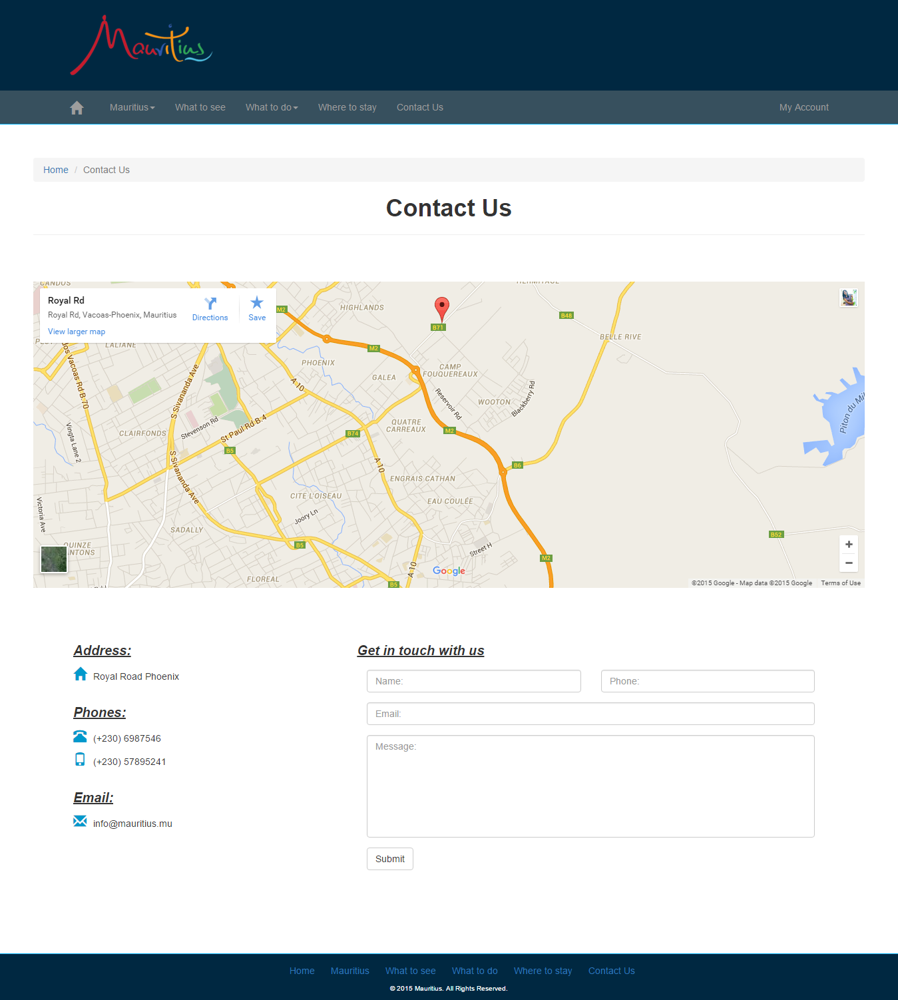 Mauritius
Mauritius What to see What to do Where to stay Contact Us My Account
Home / Contact Us
Contact Us
CANDOS
HERMITAGE
Royal Rd
Royal Rd, Vacoas-Phoenix, Mauritius
View larger map
Directions
Save
M2
HIGHLANDS
B71
B48
BELLE RIVE
LALIANE
M2
PHOENIX
GALEA
CAMP
FOUQUEREAUX
A 10
Vacoas Rd B.70
S Sivananda Ave
Reservoir Rd
WOOTON
Blackberry Rd
Stevenson Rd
St Paul Rd B.4
QUATRE
CARREAUX
Vingta Lane 2
CLAIRFONDS
B74
M2
B5
S Sivananda Ave
A 10
B6
ENGRAIS CATHAN
CITÉ L'OISEAU
EAU COULÉE
Victoria Ave
Joory Ln
SADALLY
B52
QUINZE
CANTONS
B5
Street H
M2
Google
A 10
FLOREAL
B5
Piton du Mi
©2015 Google - Map data ©2015 Google Terms of Use
Address:
Royal Road Phoenix
Phones:
(+230) 6987546
(+230) 57895241
Email:
info@mauritius.mu
Get in touch with us
Name:
Phone:
Email:
Message:
Submit
Home Mauritius What to see What to do Where to stay Contact Us
© 2015 Mauritius. All Rights Reserved.